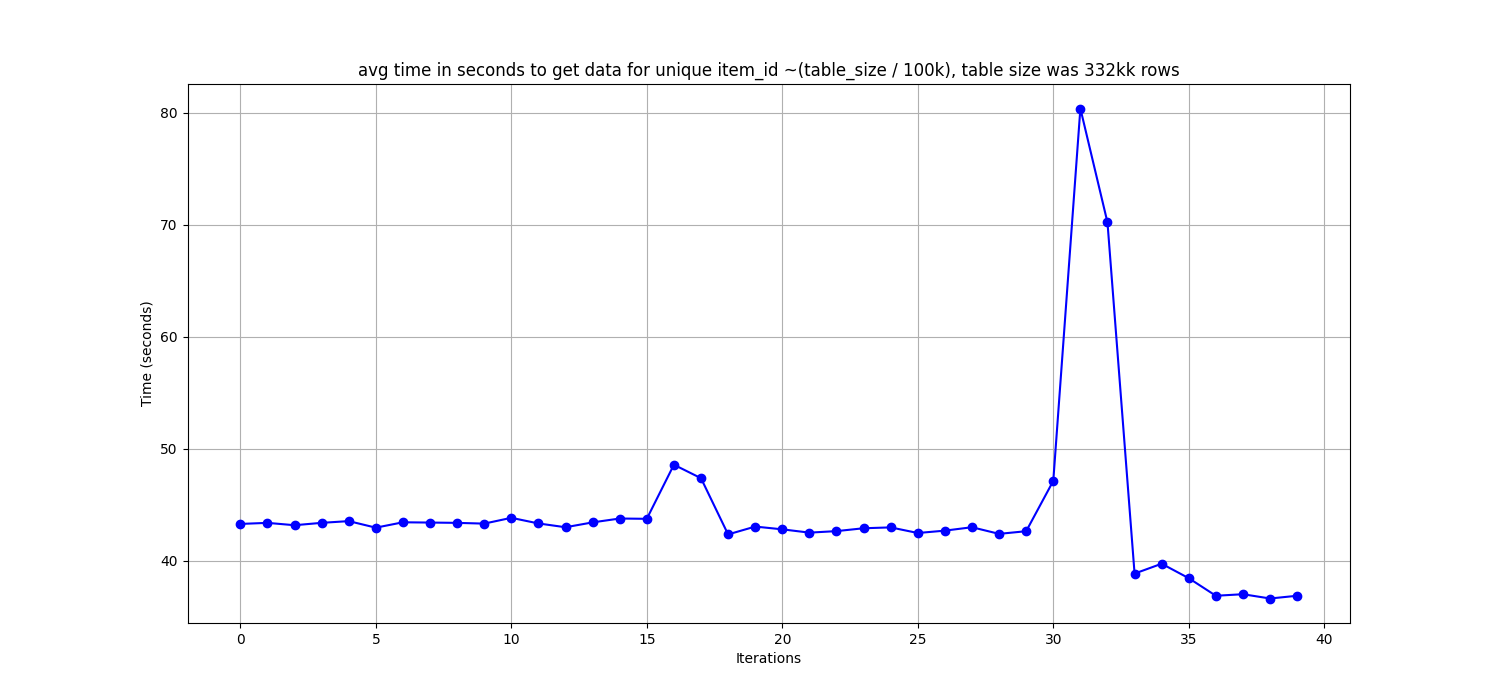 avg time in seconds to get data for unique item_id ~(table_size / 100k), table size was 332kk rows
80
70
60
50
40
Time (seconds)
0 5 10 15 20 25 30 35 40
Iterations